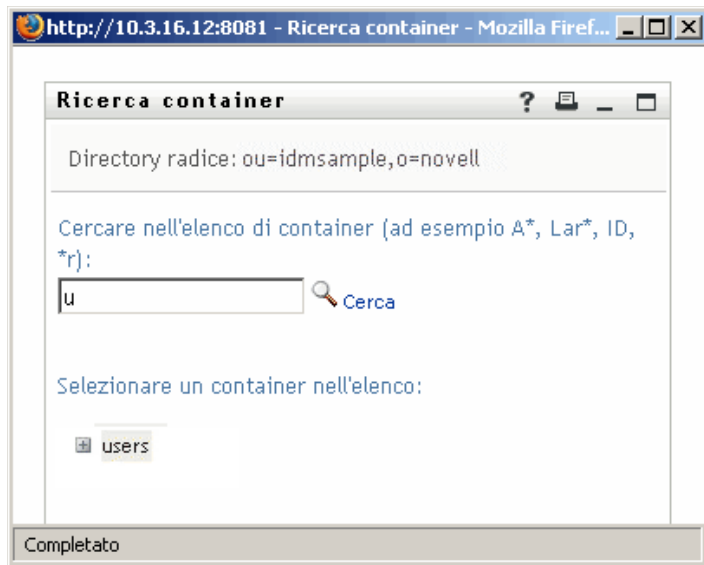 http://10.3.16.12:8081 - Ricerca container - Mozilla Firef...
Ricerca container
Directory radice: ou=idmsample,o=novell
Cercare nell'elenco di container (ad esempio A*, Lar*, ID,
*r):
u
Cerca
Selezionare un container nell'elenco:
users
Completato